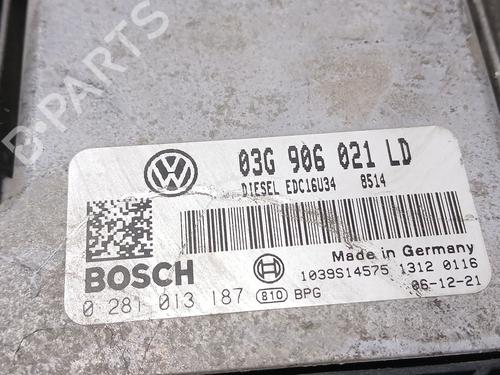 B-PARTS
03G 906 021 LD
DIESEL EDC16U34 8514
BOSCH
Made in Germany
1039S14575 1312 0116
0 281 013 187 810 BPG 06-12-21